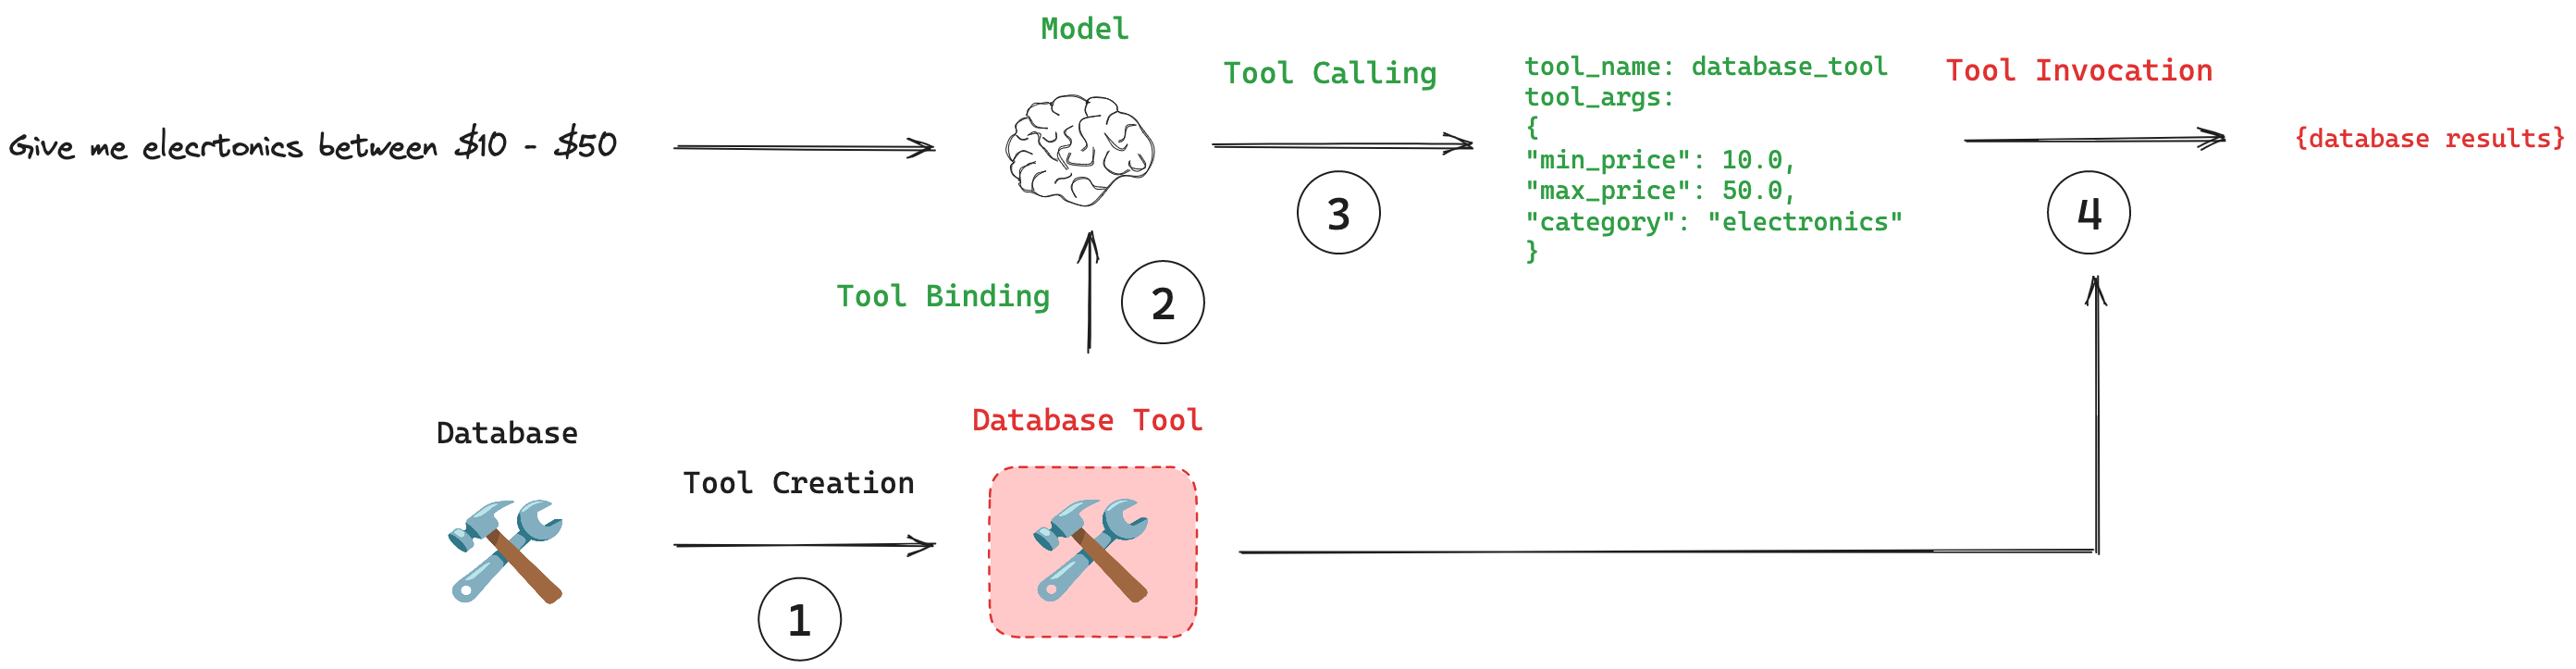 Model
Tool Calling
tool_name: database_tool
tool_args:
{
"min_price": 10.0,
"max_price": 50.0,
"category": "electronics"
}
Tool Invocation
Give me elecrtonics between $10 - $50
{database results}
3
4
Tool Binding
2
Database
Database Tool
Tool Creation
1